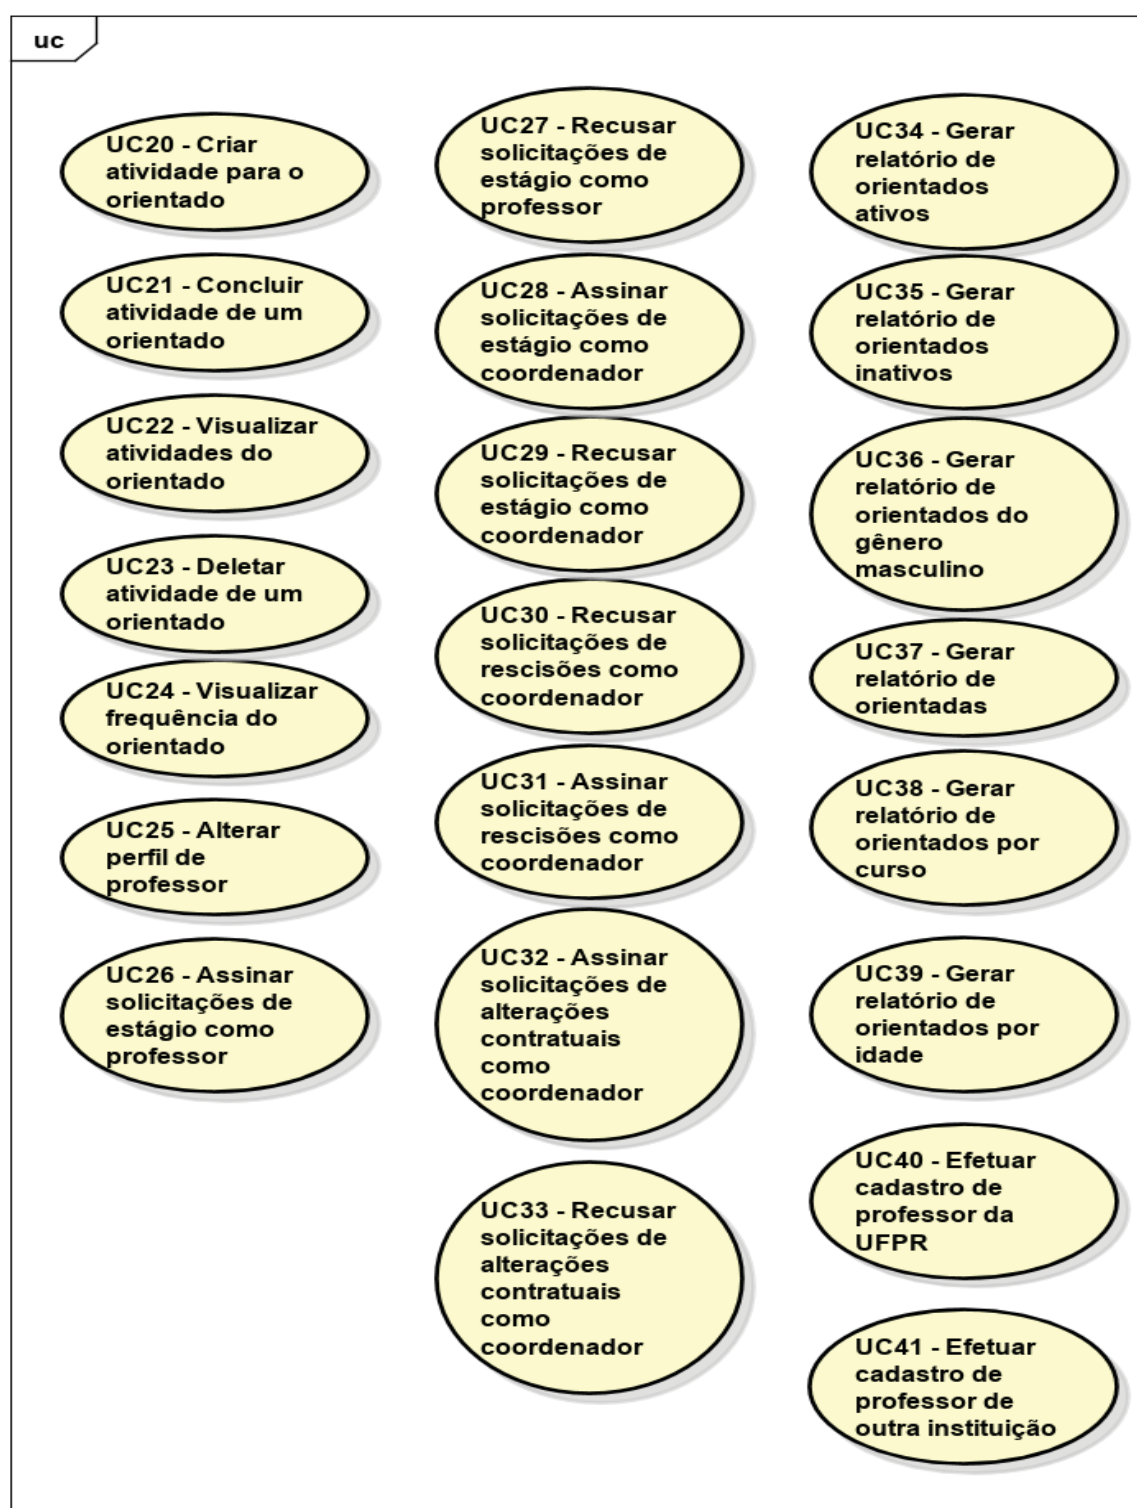 uc
UC20 - Criar
atividade para o
orientado
UC21 - Concluir
atividade de um
orientado
UC22 - Visualizar
atividades do
orientado
UC23 - Deletar
atividade de um
orientado
UC24 - Visualizar
frequência do
orientado
UC25 - Alterar
perfil de
professor
UC26 - Assinar
solicitações de
estágio como
professor
UC27 - Recusar
solicitações de
estágio como
professor
UC28 - Assinar
solicitações de
estágio como
coordenador
UC29 - Recusar
solicitações de
estágio como
coordenador
UC30 - Recusar
solicitações de
rescisões como
coordenador
UC31 - Assinar
solicitações de
rescisões como
coordenador
UC32 - Assinar
solicitações de
alterações
contratuais
como
coordenador
UC33 - Recusar
solicitações de
alterações
contratuais
como
coordenador
UC34 - Gerar
relatório de
orientados
ativos
UC35 - Gerar
relatório de
orientados
inativos
UC36 - Gerar
relatório de
orientados do
gênero
masculino
UC37 - Gerar
relatório de
orientadas
UC38 - Gerar
relatório de
orientados por
curso
UC39 - Gerar
relatório de
orientados por
idade
UC40 - Efetuar
cadastro de
professor da
UFPR
UC41 - Efetuar
cadastro de
professor de
outra instituição